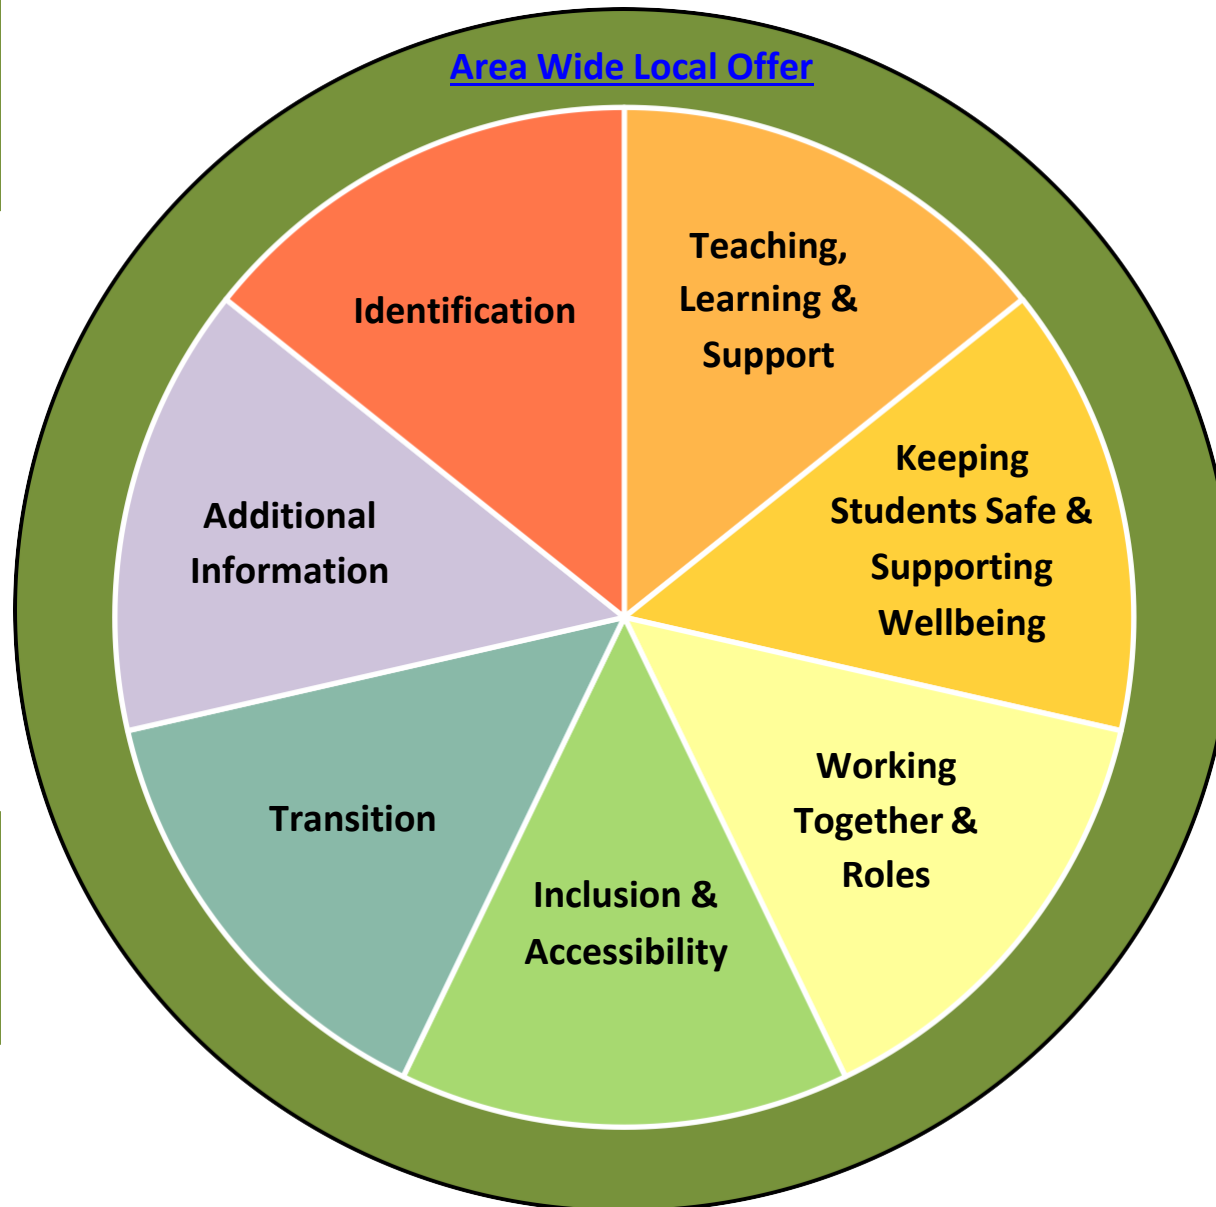 Area Wide Local Offer
Identification
Teaching,
Learning &
Support
Keeping
Students Safe &
Supporting
Wellbeing
Working
Together &
Roles
Inclusion &
Accessibility
Transition
Additional
Information